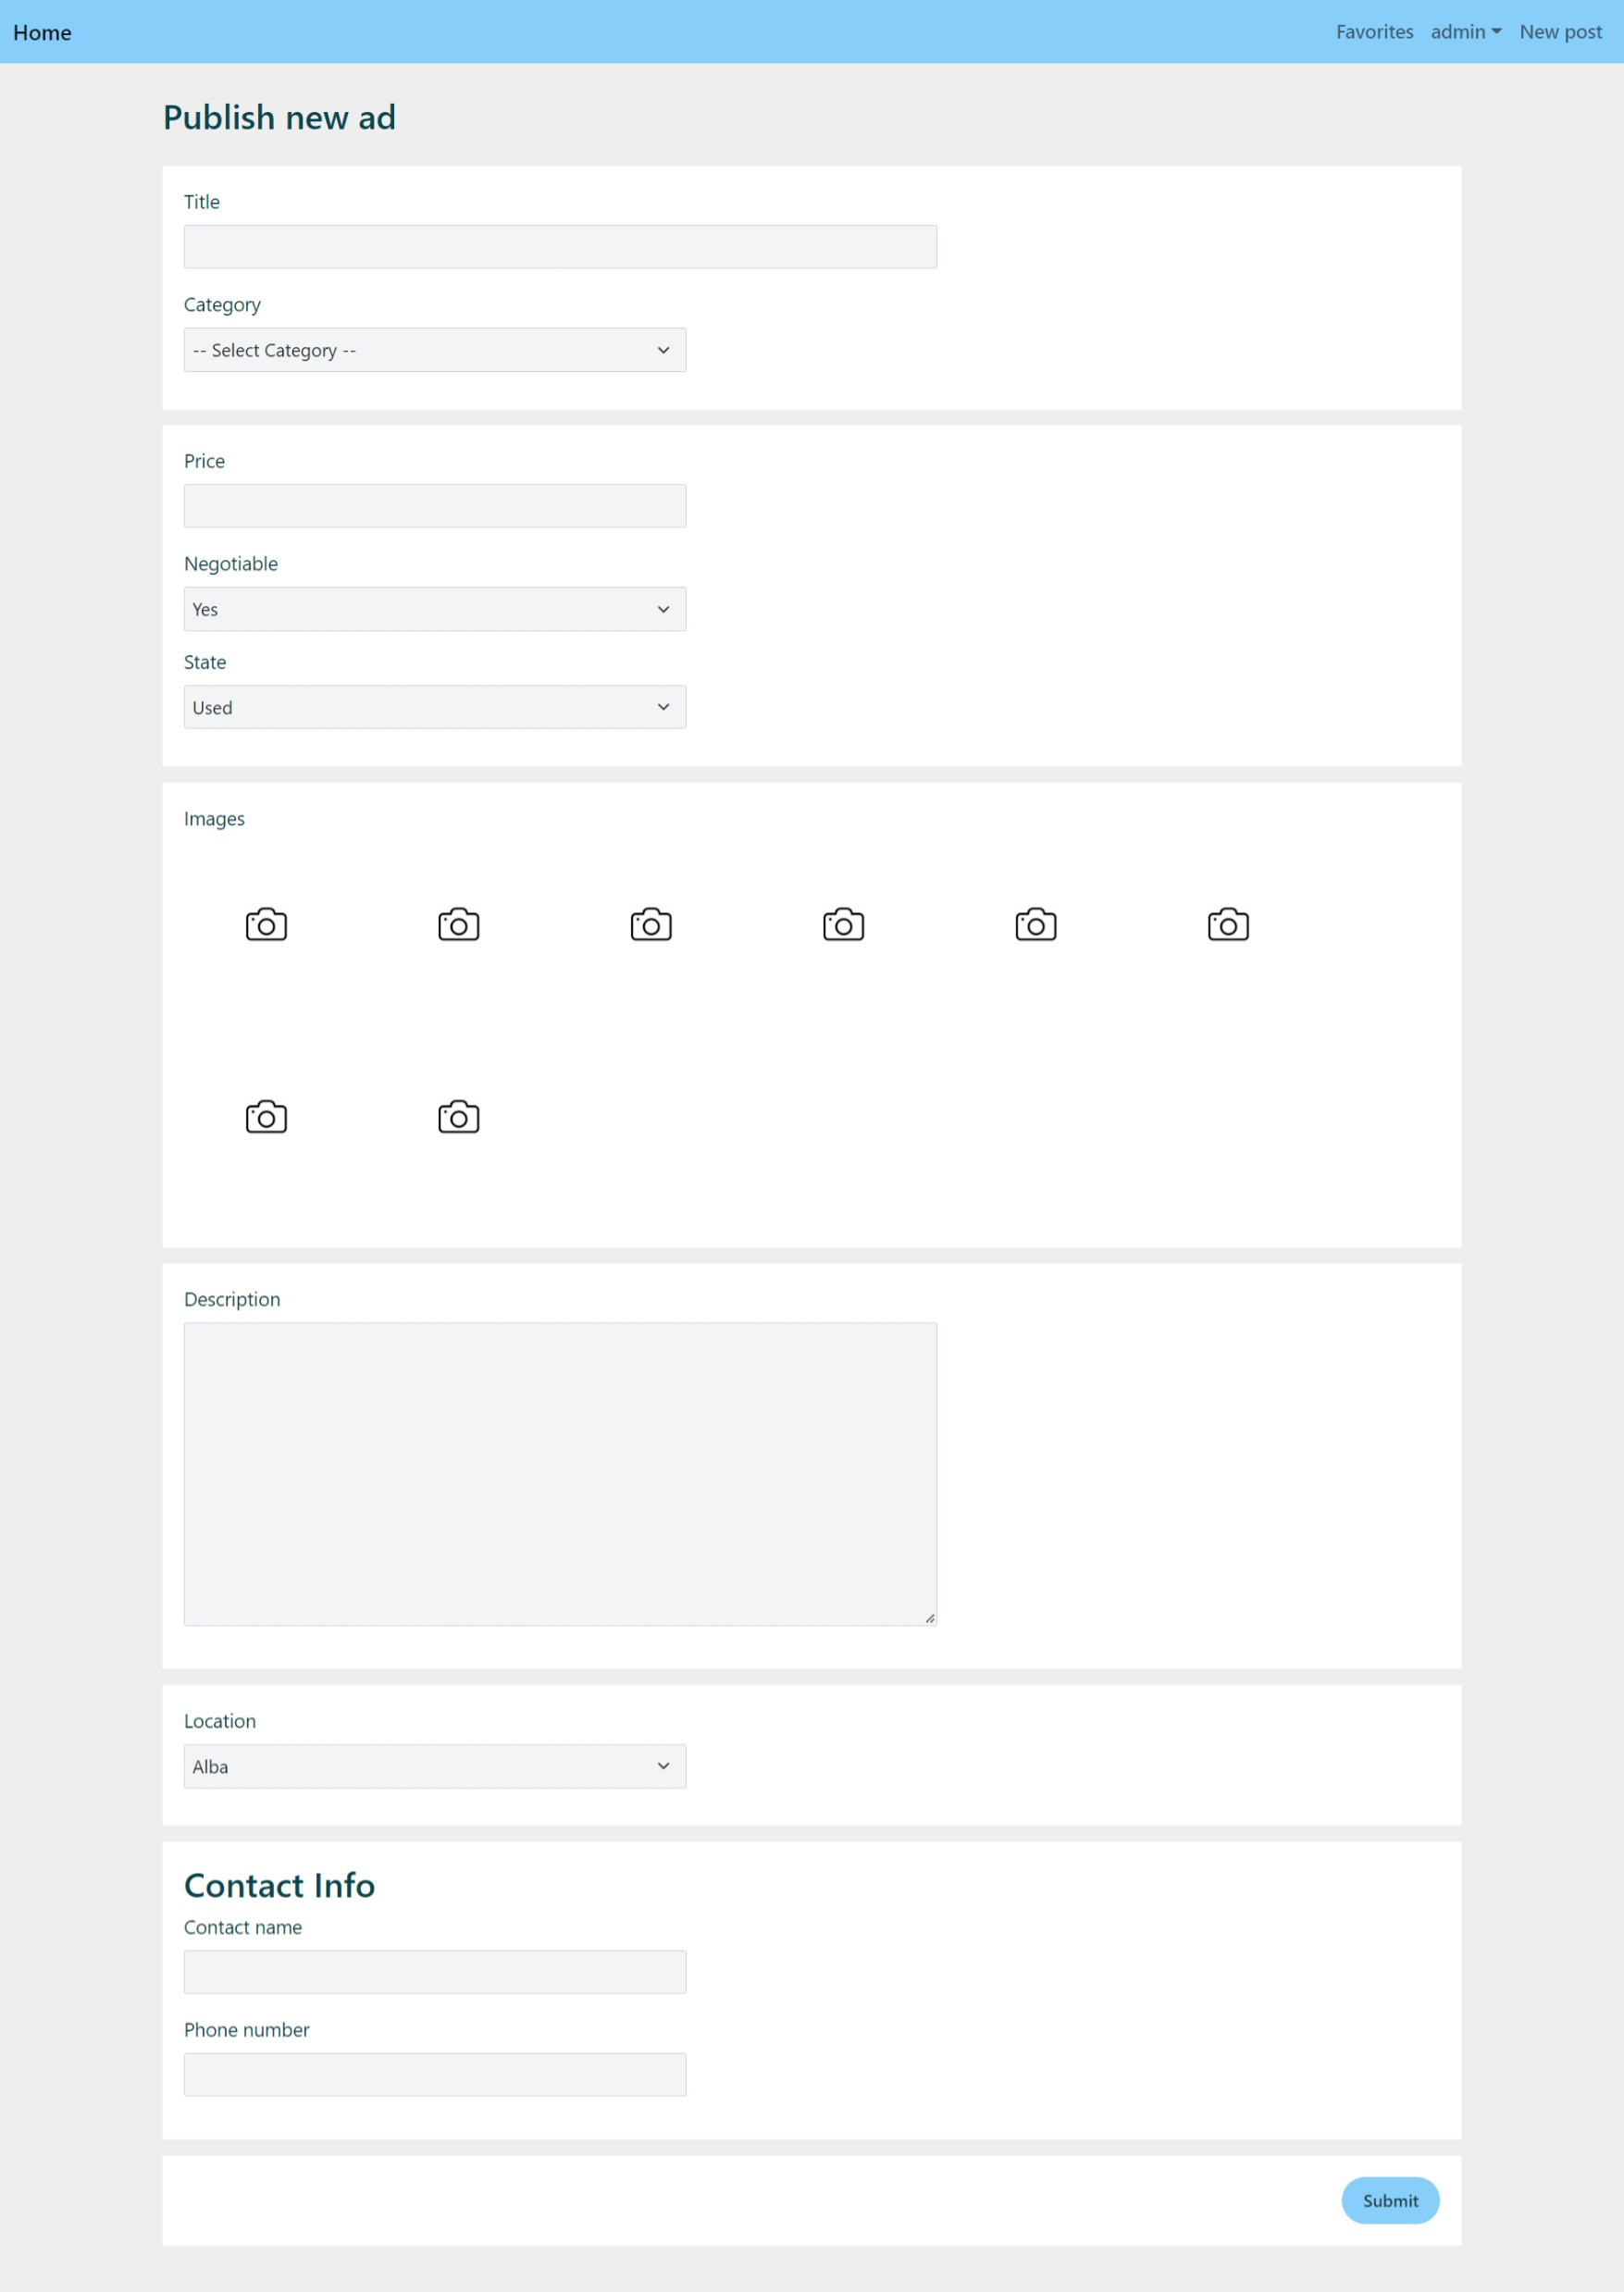 Home Favorites admin New post
Publish new ad
Title
Category
-- Select Category --
Price
Negotiable
Yes
State
Used
Images
Description
Location
Alba
Contact Info
Contact name
Phone number
Submit